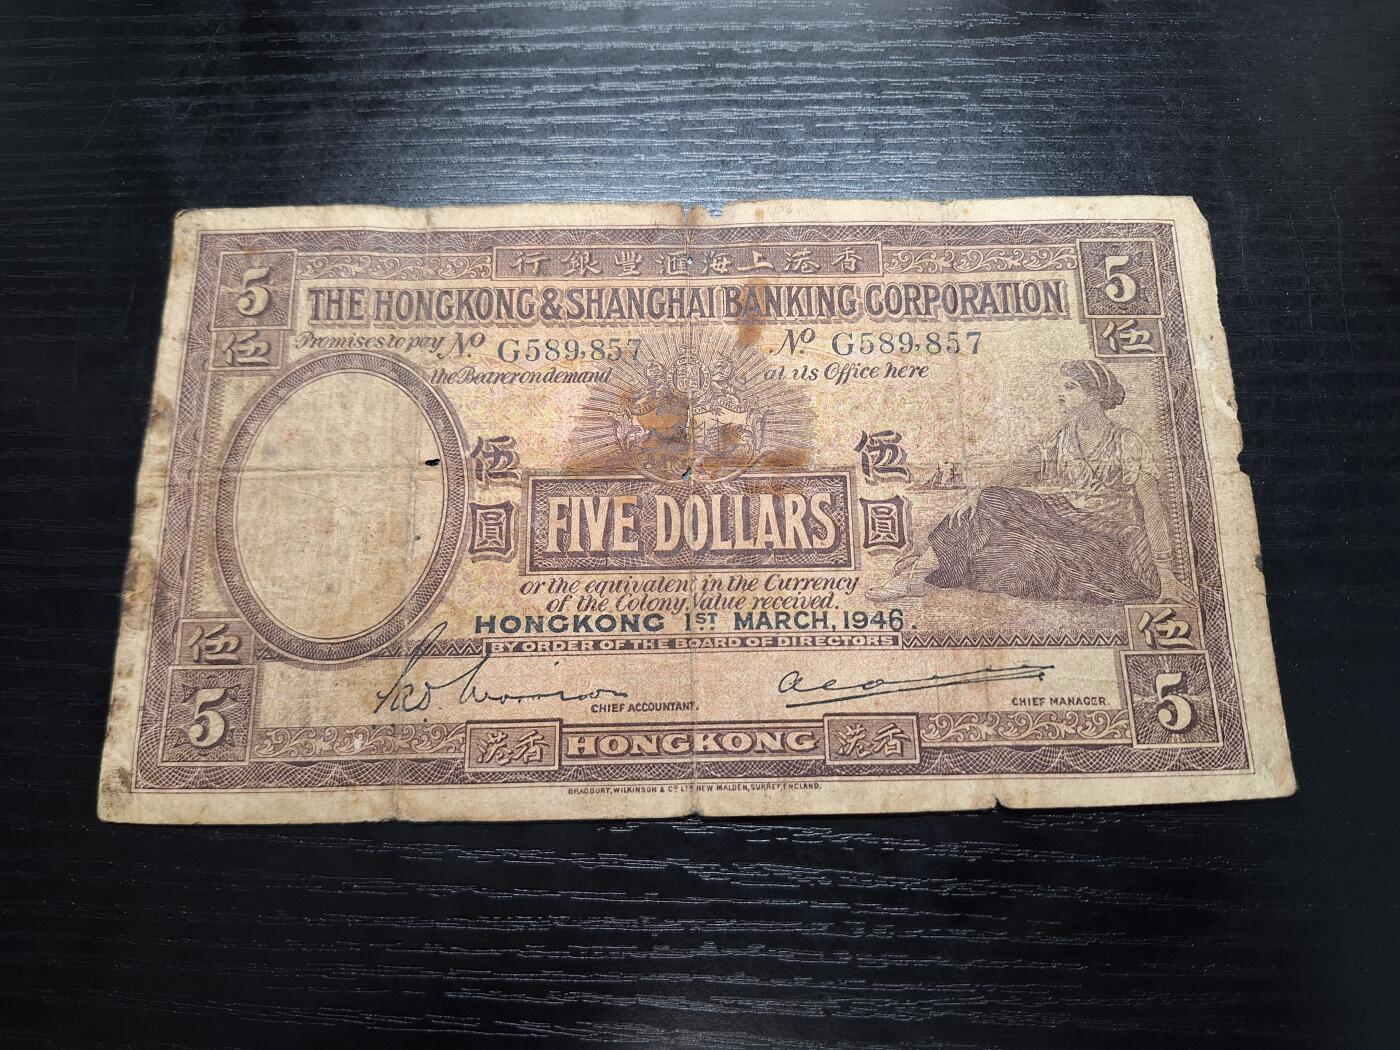 香港上海滙豐銀行
5 5
THE HONGKONG & SHANGHAI BANKING CORPORATION
伍 伍
Promises to pay No G589,857 No G589,857
the Bearer on demand at its Office here
伍 伍
圓 FIVE DOLLARS 圓
or the equivalent in the Currency
of the Colony, Value received.
HONGKONG 1ST MARCH, 1946.
伍 伍
BY ORDER OF THE BOARD OF DIRECTORS
5 5
CHIEF ACCOUNTANT. CHIEF MANAGER.
香港 HONGKONG 香港
BRADBURY, WILKINSON & Co LTD NEW MALDEN, SURREY, ENGLAND.